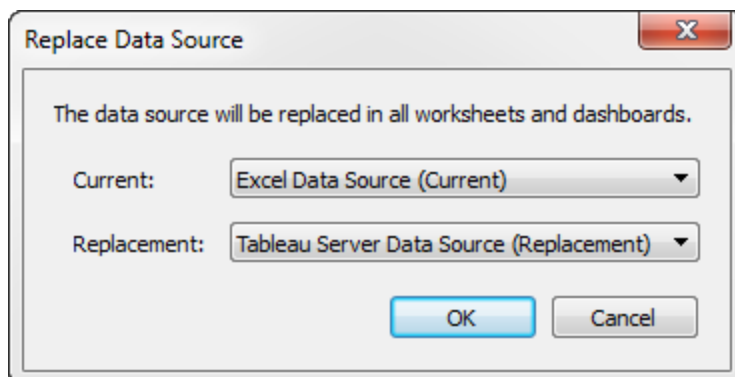 Replace Data Source
The data source will be replaced in all worksheets and dashboards.
Current: Excel Data Source (Current)
Replacement: Tableau Server Data Source (Replacement)
OK Cancel